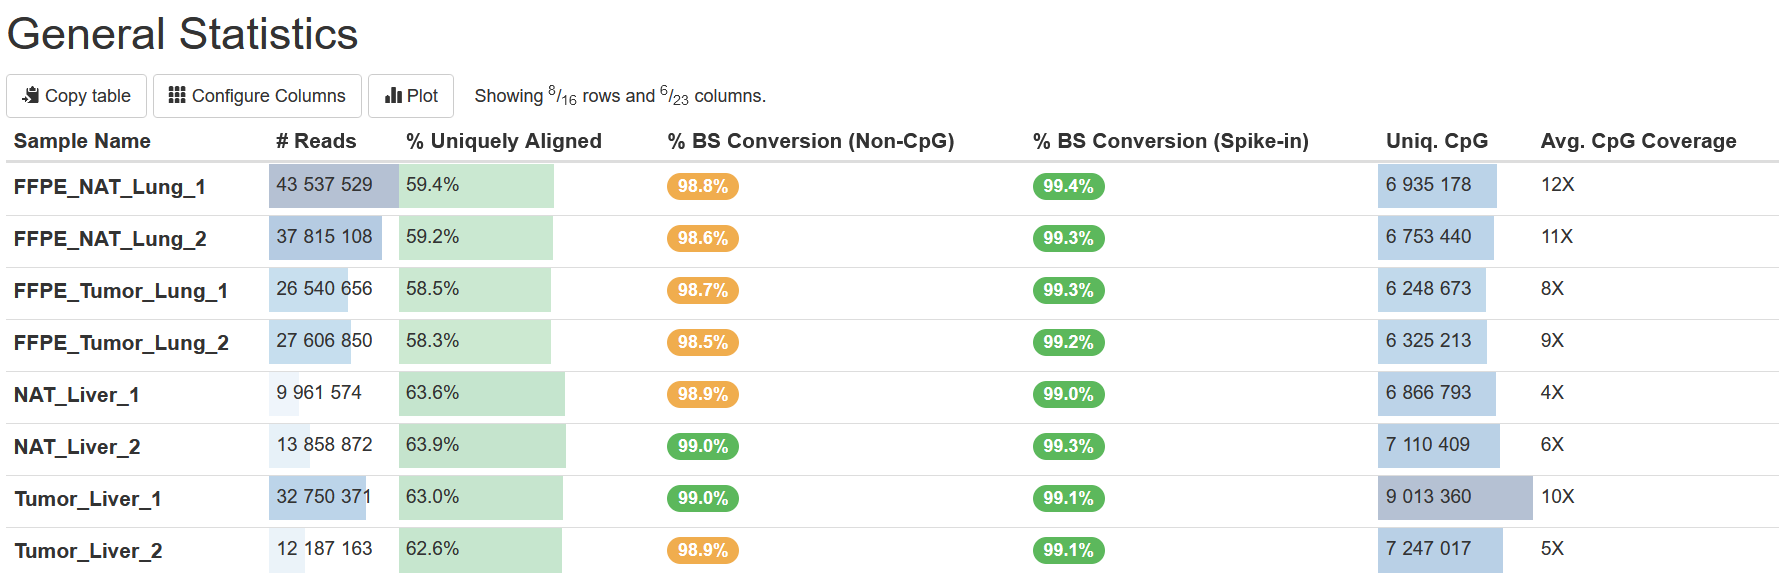 General Statistics
Copy table Configure Columns Plot Showing 8/16 rows and 6/23 columns.
Sample Name # Reads % Uniquely Aligned % BS Conversion (Non-CpG) % BS Conversion (Spike-in) Uniq. CpG Avg. CpG Coverage
FFPE_NAT_Lung_1 43 537 529 59.4% 98.8% 99.4% 6 935 178 12X
FFPE_NAT_Lung_2 37 815 108 59.2% 98.6% 99.3% 6 753 440 11X
FFPE_Tumor_Lung_1 26 540 656 58.5% 98.7% 99.3% 6 248 673 8X
FFPE_Tumor_Lung_2 27 606 850 58.3% 98.5% 99.2% 6 325 213 9X
NAT_Liver_1 9 961 574 63.6% 98.9% 99.0% 6 866 793 4X
NAT_Liver_2 13 858 872 63.9% 99.0% 99.3% 7 110 409 6X
Tumor_Liver_1 32 750 371 63.0% 99.0% 99.1% 9 013 360 10X
Tumor_Liver_2 12 187 163 62.6% 98.9% 99.1% 7 247 017 5X